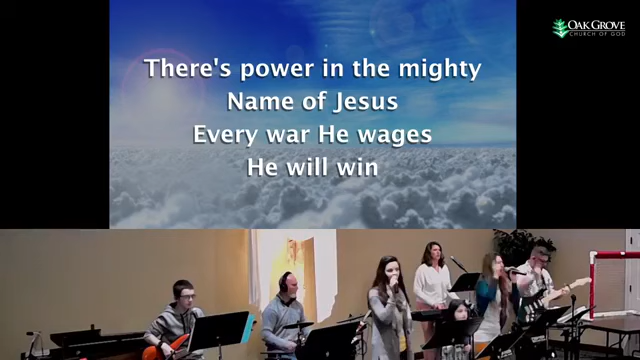 There's power in the mighty
Name of Jesus
Every war He wages
He will win
OAK GROVE
CHURCH OF GOD